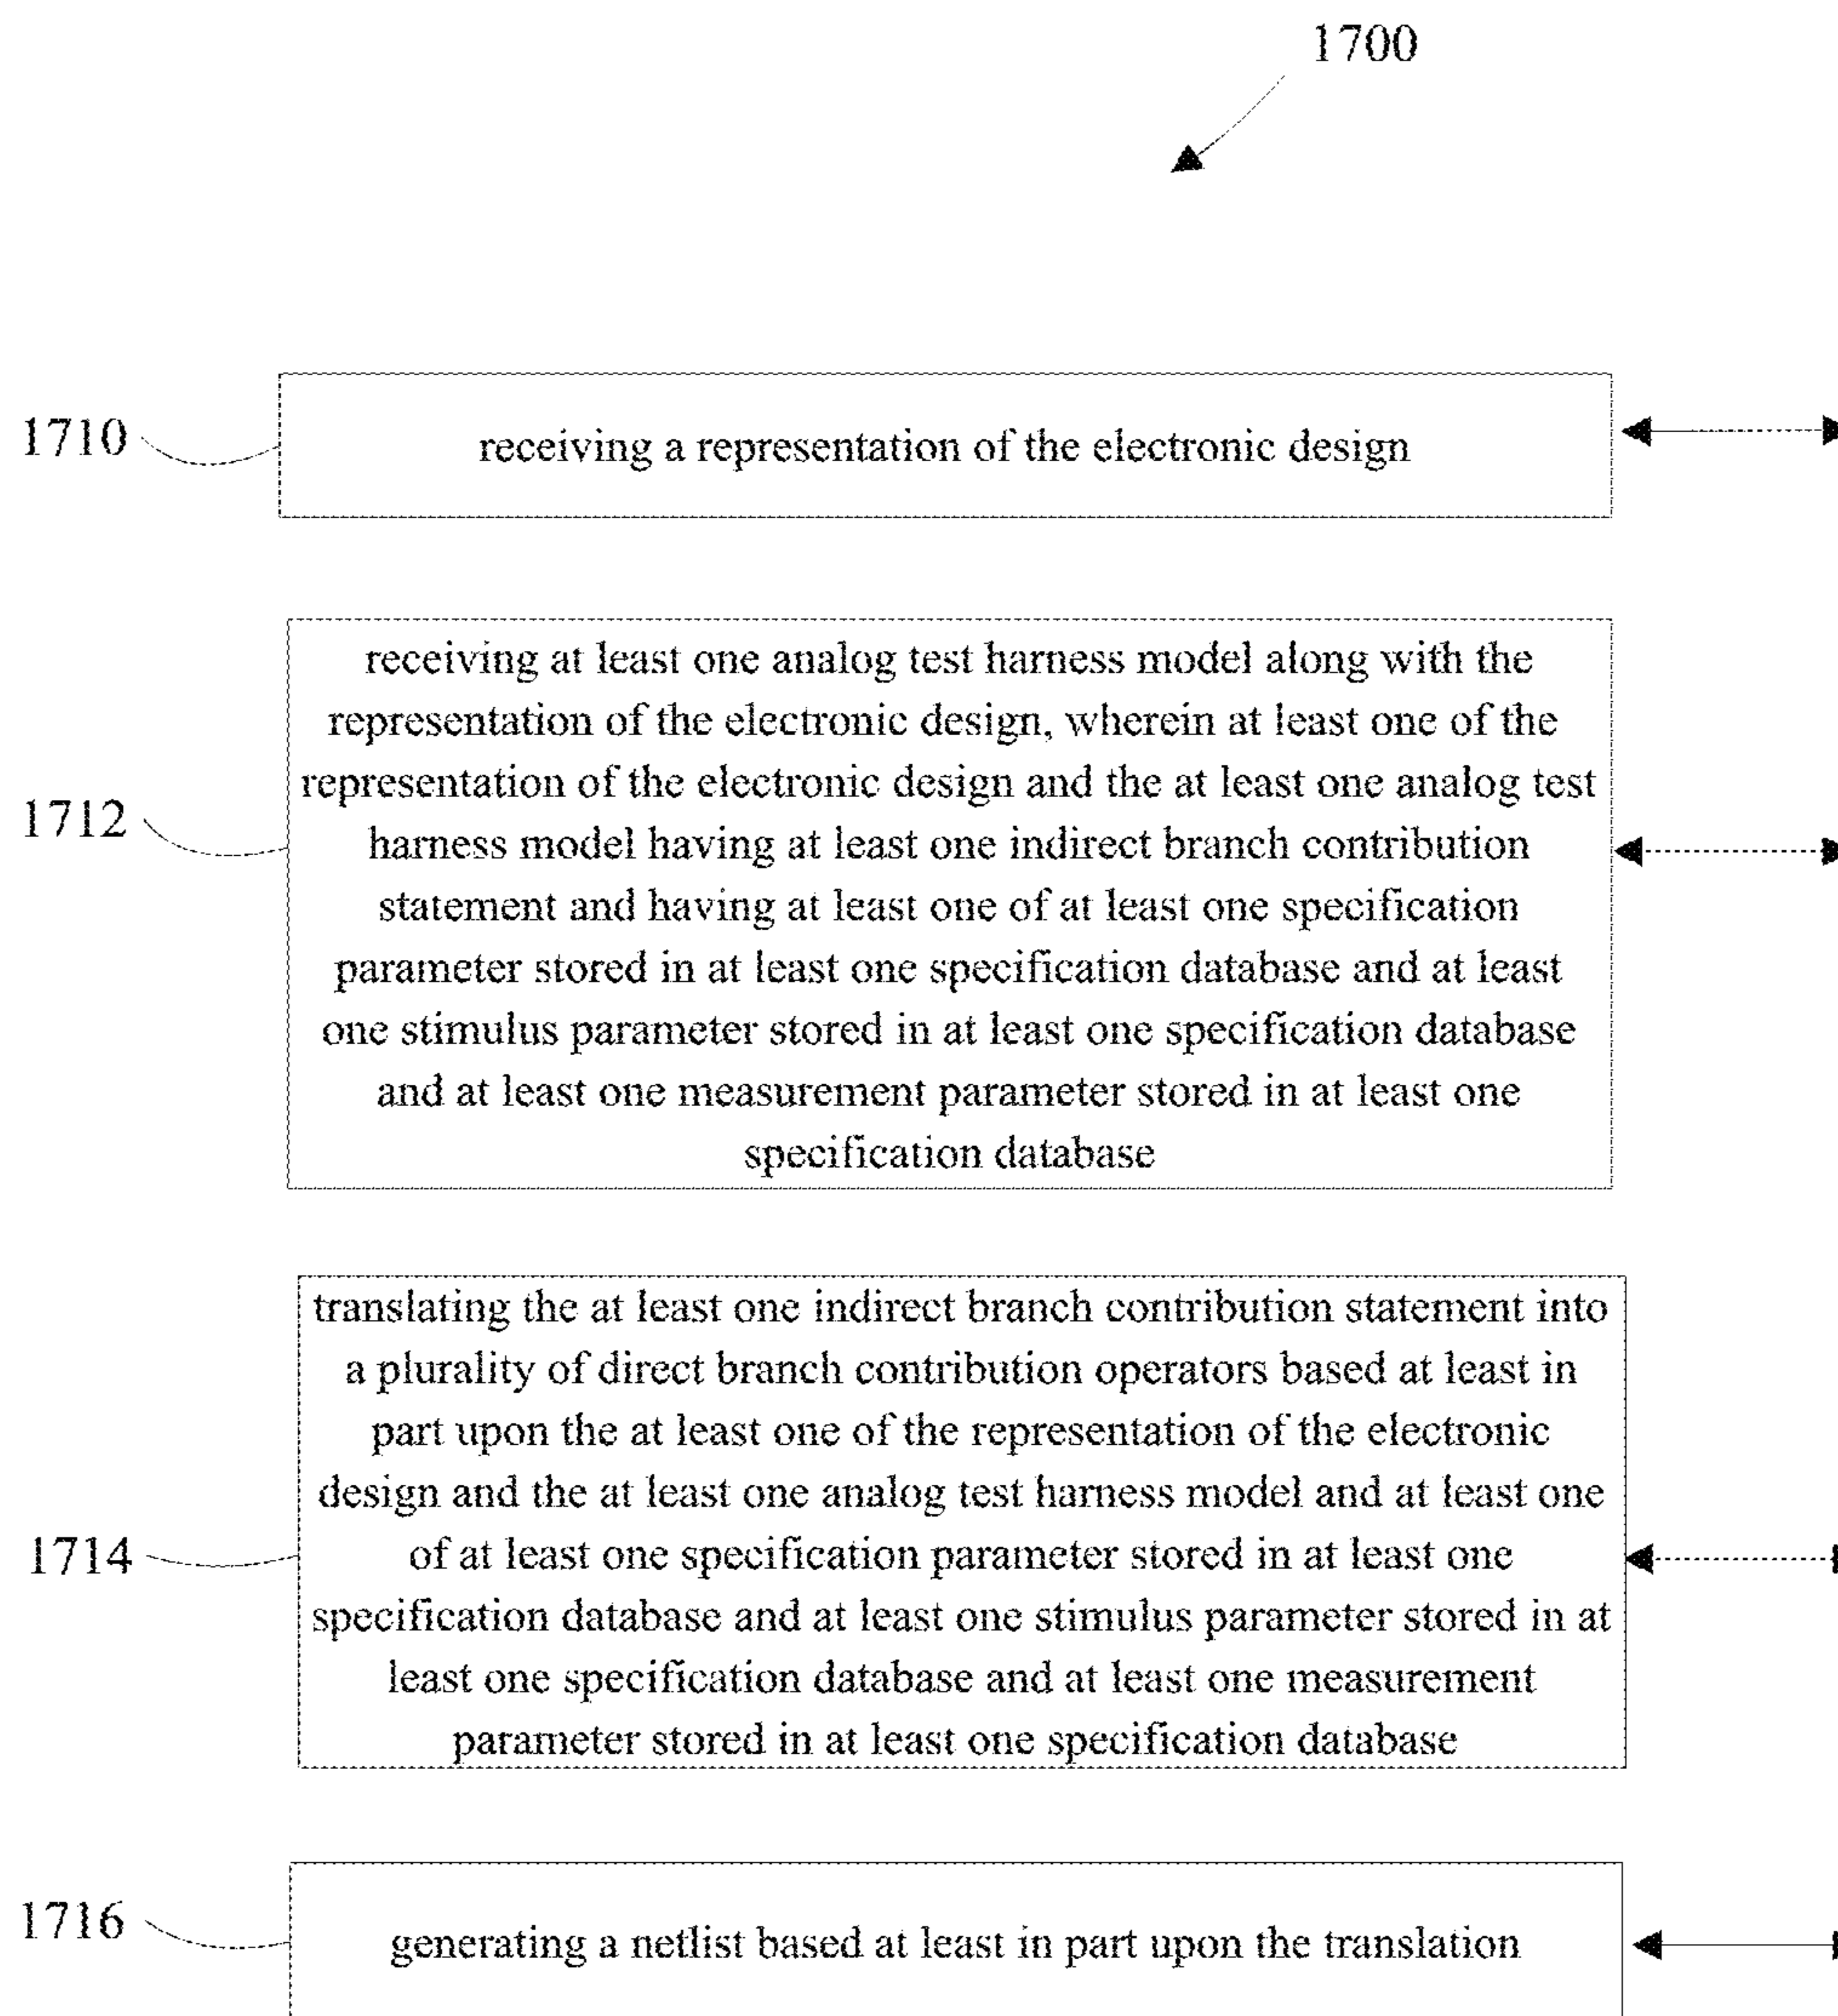 1700
1710
receiving a representation of the electronic design
1712
receiving at least one analog test harness model along with the
representation of the electronic design, wherein at least one of the
representation of the electronic design and the at least one analog test
harness model having at least one indirect branch contribution
statement and having at least one of at least one specification
parameter stored in at least one specification database and at least
one stimulus parameter stored in at least one specification database
and at least one measurement parameter stored in at least one
specification database
1714
translating the at least one indirect branch contribution statement into
a plurality of direct branch contribution operators based at least in
part upon the at least one of the representation of the electronic
design and the at least one analog test harness model and at least one
of at least one specification parameter stored in at least one
specification database and at least one stimulus parameter stored in at
least one specification database and at least one measurement
parameter stored in at least one specification database
1716
generating a netlist based at least in part upon the translation